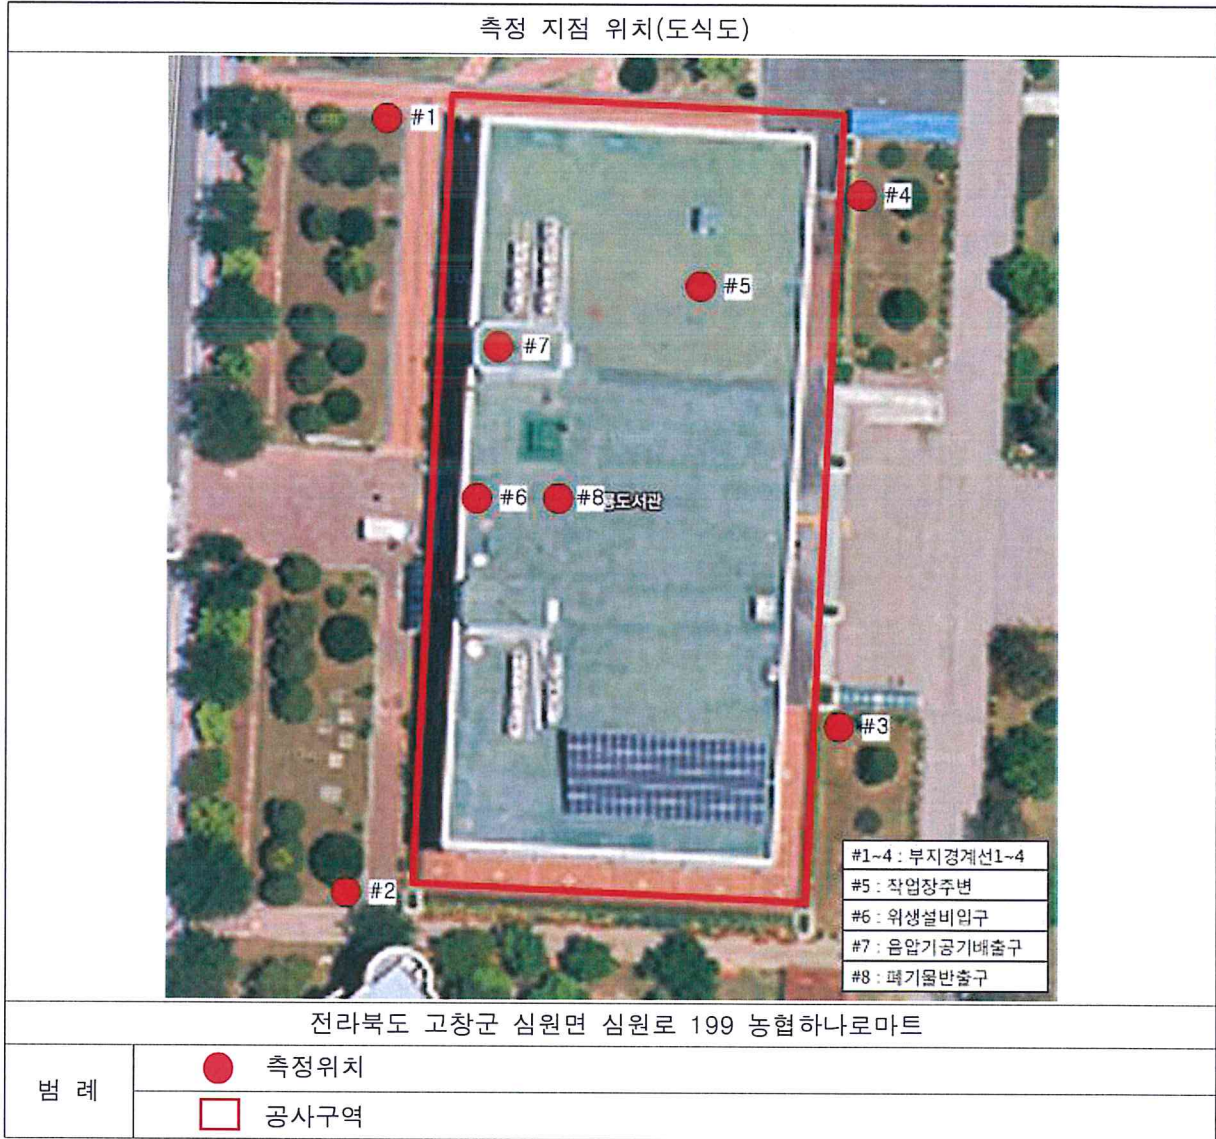 측정 지점 위치(도식도)
#1
#4
#5
#7
#6
#8
도서관
#3
#2
#1~4 : 부지경계선1~4
#5 : 작업장주변
#6 : 위생설비입구
#7 : 음압기공기배출구
#8 : 폐기물반출구
전라북도 고창군 심원면 심원로 199 농협하나로마트
범 례
측정위치
공사구역